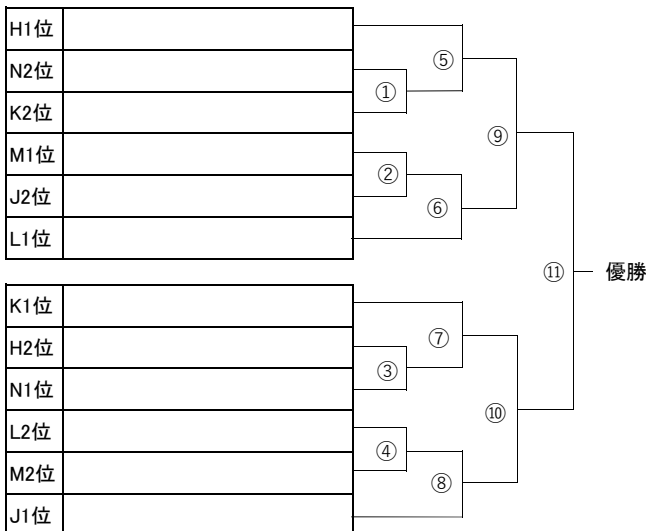 H1位
⑤
N2位
①
K2位
⑨
M1位
②
J2位
⑥
L1位
⑪ 優勝
K1位
⑦
H2位
③
N1位
⑩
L2位
④
M2位
⑧
J1位